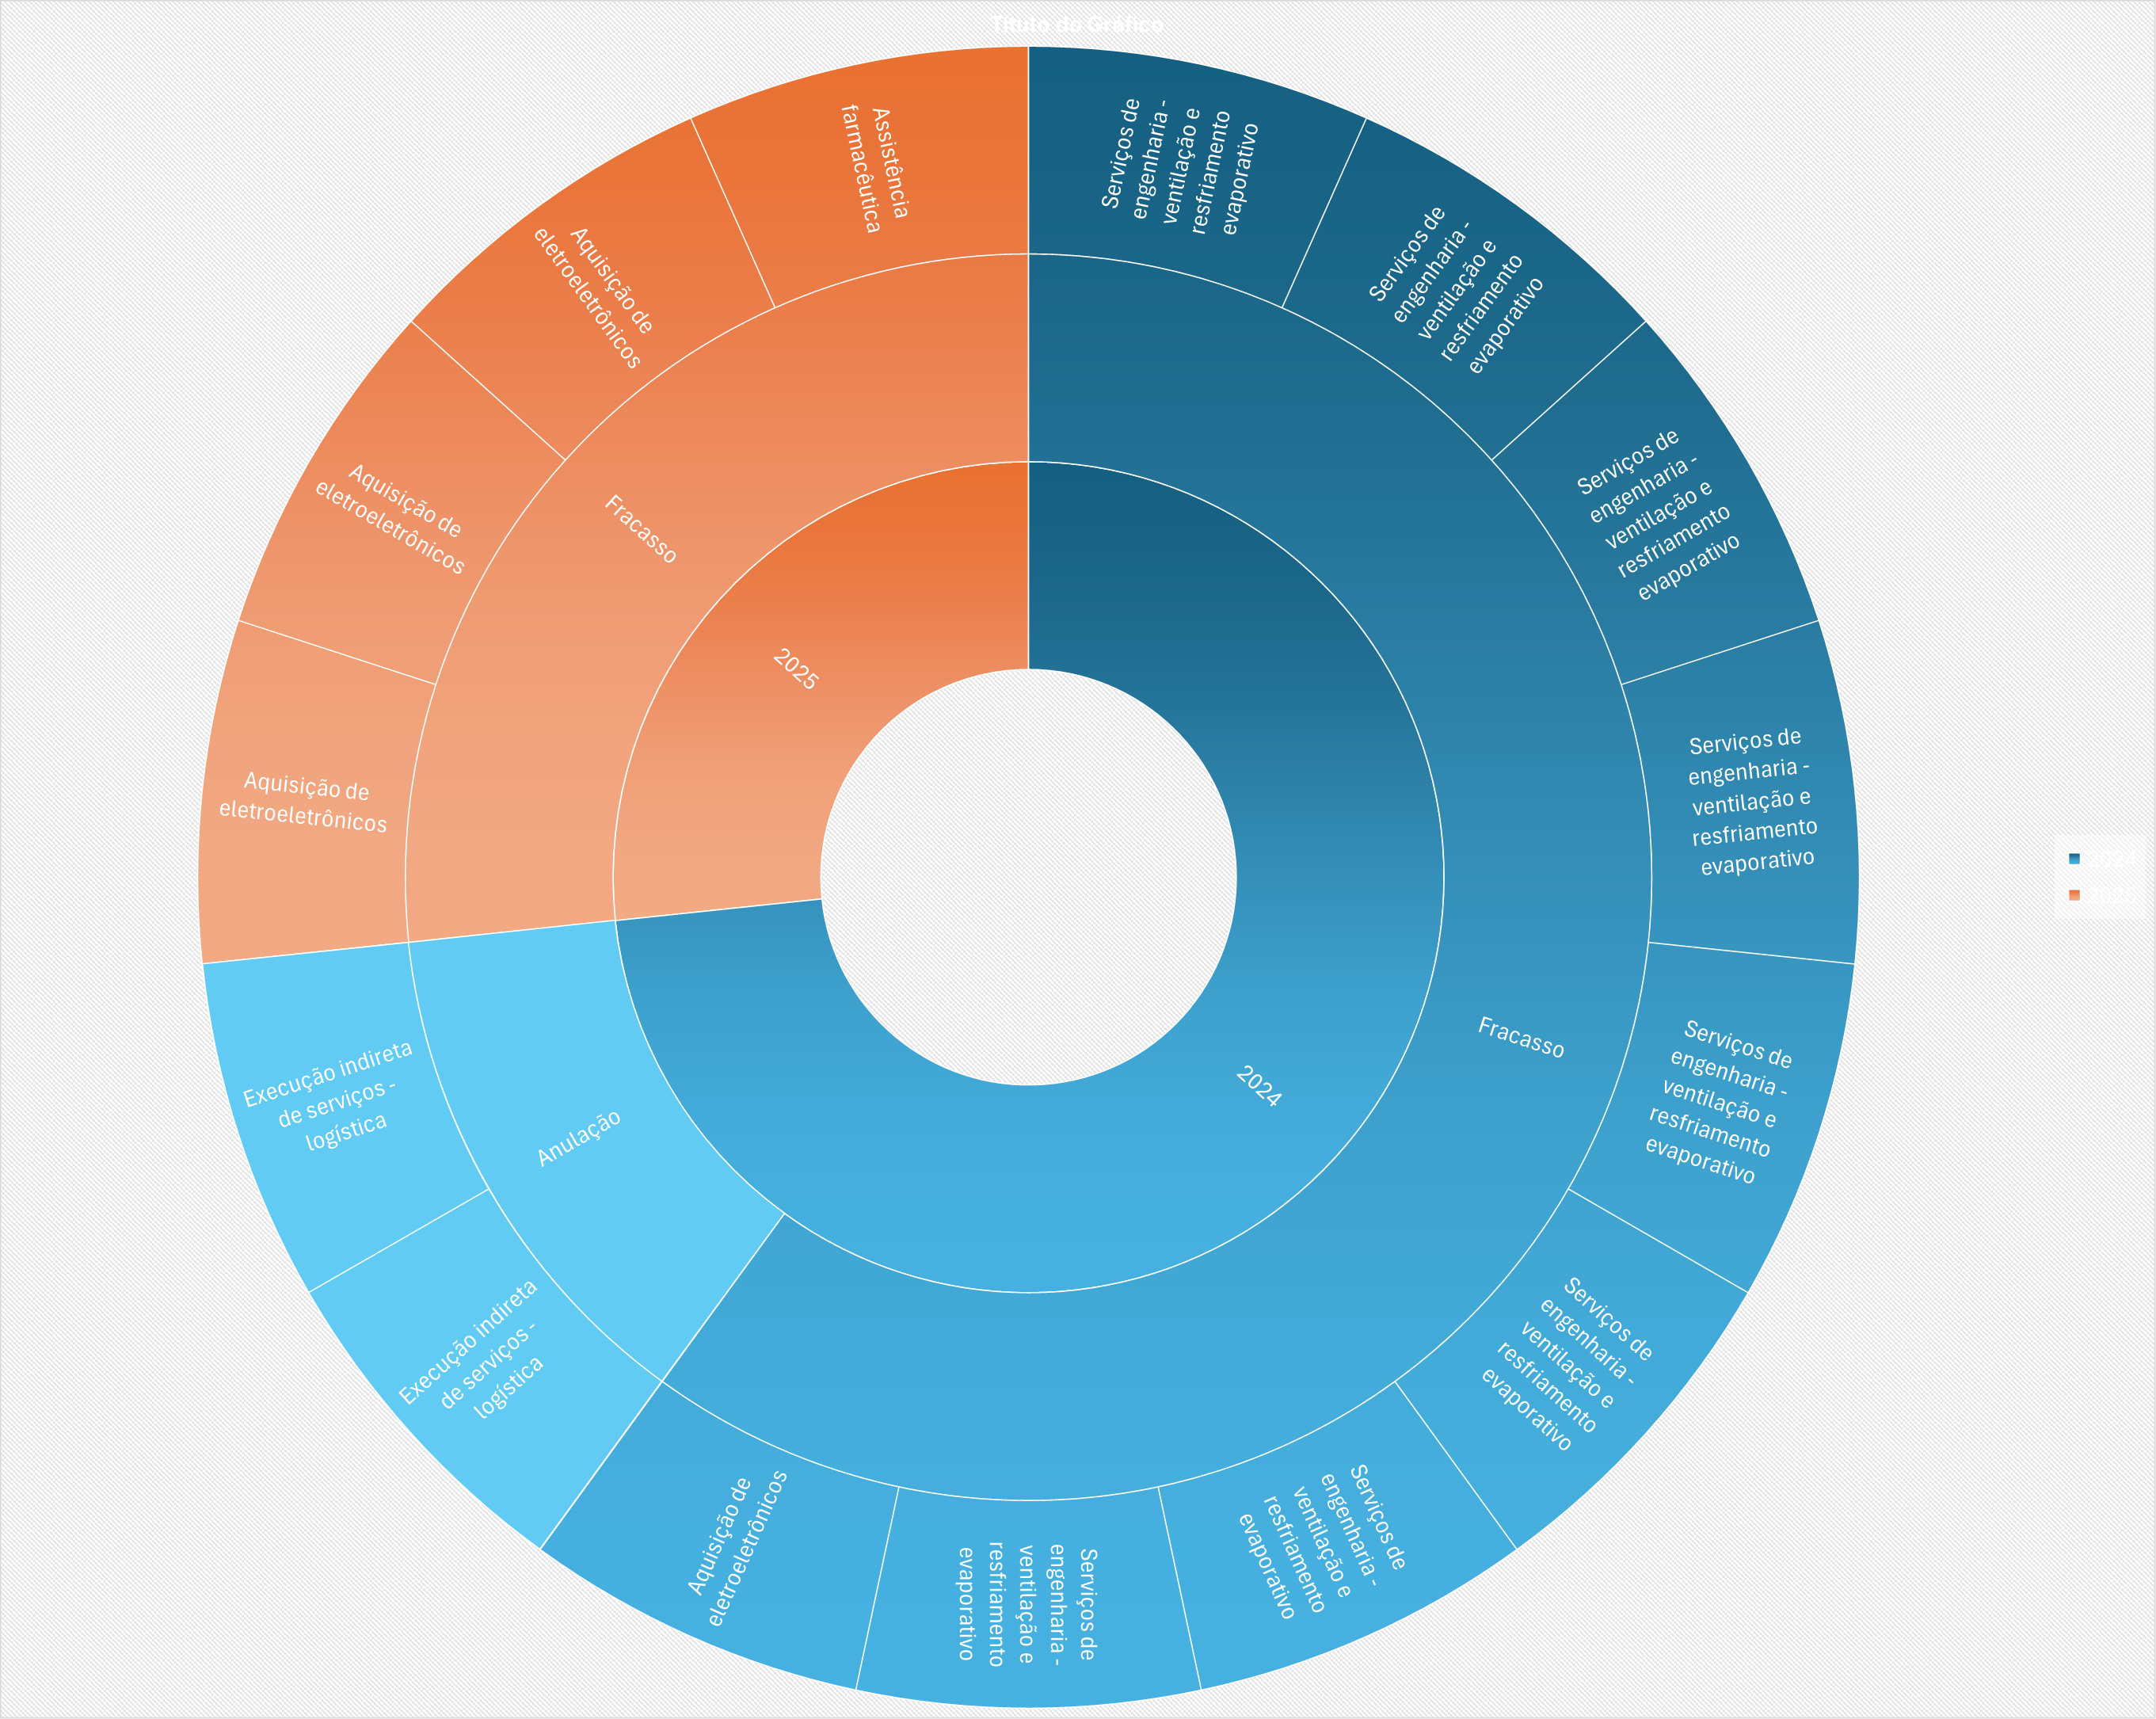 Título do Gráfico
Serviços de
engenharia -
ventilação e
resfriamento
evaporativo
Serviços de
engenharia -
ventilação e
resfriamento
evaporativo
Serviços de
engenharia -
ventilação e
resfriamento
evaporativo
Serviços de
engenharia -
ventilação e
resfriamento
evaporativo
Serviços de
engenharia -
ventilação e
resfriamento
evaporativo
Serviços de
engenharia -
ventilação e
resfriamento
evaporativo
Serviços de
engenharia -
ventilação e
resfriamento
evaporativo
Serviços de
engenharia -
ventilação e
resfriamento
evaporativo
Aquisição de
eletroeletrônicos
Execução indireta
de serviços -
logística
Execução indireta
de serviços -
logística
Aquisição de
eletroeletrônicos
Aquisição de
eletroeletrônicos
Aquisição de
eletroeletrônicos
Assistência
farmacêutica
Fracasso
Anulação
Fracasso
2024
2025